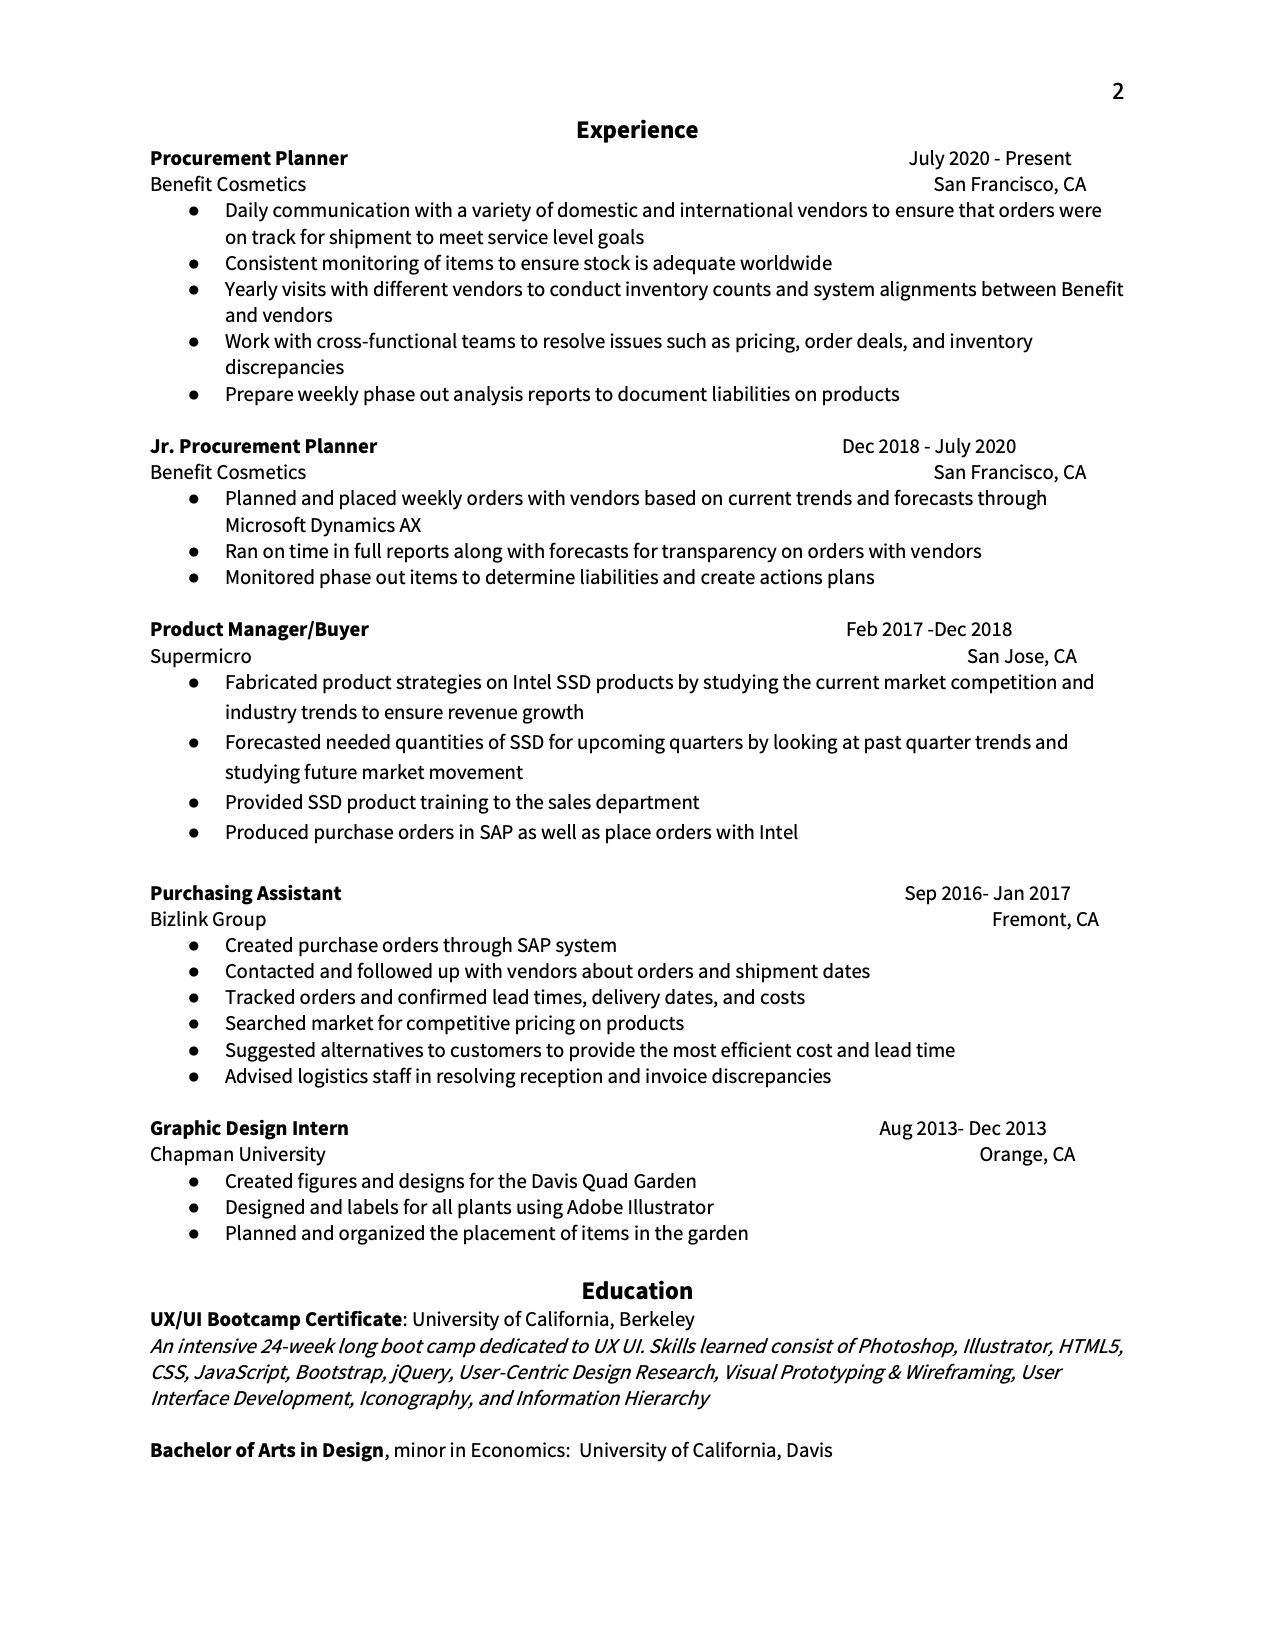 2
Experience
Procurement Planner July 2020 - Present
Benefit Cosmetics San Francisco, CA
● Daily communication with a variety of domestic and international vendors to ensure that orders were
on track for shipment to meet service level goals
● Consistent monitoring of items to ensure stock is adequate worldwide
● Yearly visits with different vendors to conduct inventory counts and system alignments between Benefit
and vendors
● Work with cross-functional teams to resolve issues such as pricing, order deals, and inventory
discrepancies
● Prepare weekly phase out analysis reports to document liabilities on products
Jr. Procurement Planner Dec 2018 - July 2020
Benefit Cosmetics San Francisco, CA
● Planned and placed weekly orders with vendors based on current trends and forecasts through
Microsoft Dynamics AX
● Ran on time in full reports along with forecasts for transparency on orders with vendors
● Monitored phase out items to determine liabilities and create actions plans
Product Manager/Buyer Feb 2017 -Dec 2018
Supermicro San Jose, CA
● Fabricated product strategies on Intel SSD products by studying the current market competition and
industry trends to ensure revenue growth
● Forecasted needed quantities of SSD for upcoming quarters by looking at past quarter trends and
studying future market movement
● Provided SSD product training to the sales department
● Produced purchase orders in SAP as well as place orders with Intel
Purchasing Assistant Sep 2016- Jan 2017
Bizlink Group Fremont, CA
● Created purchase orders through SAP system
● Contacted and followed up with vendors about orders and shipment dates
● Tracked orders and confirmed lead times, delivery dates, and costs
● Searched market for competitive pricing on products
● Suggested alternatives to customers to provide the most efficient cost and lead time
● Advised logistics staff in resolving reception and invoice discrepancies
Graphic Design Intern Aug 2013- Dec 2013
Chapman University Orange, CA
● Created figures and designs for the Davis Quad Garden
● Designed and labels for all plants using Adobe Illustrator
● Planned and organized the placement of items in the garden
Education
UX/UI Bootcamp Certificate: University of California, Berkeley
An intensive 24-week long boot camp dedicated to UX UI. Skills learned consist of Photoshop, Illustrator, HTML5,
CSS, JavaScript, Bootstrap, jQuery, User-Centric Design Research, Visual Prototyping & Wireframing, User
Interface Development, Iconography, and Information Hierarchy
Bachelor of Arts in Design, minor in Economics: University of California, Davis